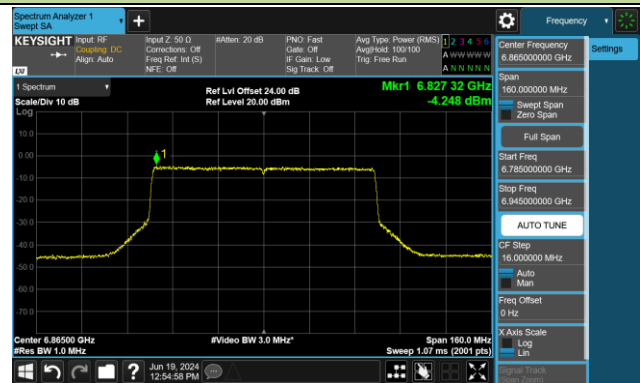 Spectrum Analyzer 1
Swept SA
Frequency
KEYSIGHT
Input: RF
Coupling: DC
Align: Auto
Input Z: 50 Ω
Corrections: Off
Freq Ref: Int (S)
NFE: Off
#Atten: 20 dB
PNO: Fast
Gate: Off
IF Gain: Low
Sig Track: Off
Avg Type: Power (RMS)
Avg|Hold: 100/100
Trig: Free Run
1 2 3 4 5 6
A W W W W W
A N N N N N
LXI
1 Spectrum
Scale/Div 10 dB
Log
Ref Lvl Offset 24.00 dB
Ref Level 20.00 dBm
Mkr1 6.827 32 GHz
-4.248 dBm
10.0
0.00
-10.0
-20.0
-30.0
-40.0
-50.0
-60.0
-70.0
1
Center 6.86500 GHz
#Res BW 1.0 MHz
#Video BW 3.0 MHz*
Span 160.0 MHz
Sweep 1.07 ms (2001 pts)
Jun 19, 2024
12:54:58 PM
Settings
Center Frequency
6.865000000 GHz
Span
160.000000 MHz
Swept Span
Zero Span
Full Span
Start Freq
6.785000000 GHz
Stop Freq
6.945000000 GHz
AUTO TUNE
CF Step
16.000000 MHz
Auto
Man
Freq Offset
0 Hz
X Axis Scale
Log
Lin
Signal Track
(Span Zoom)